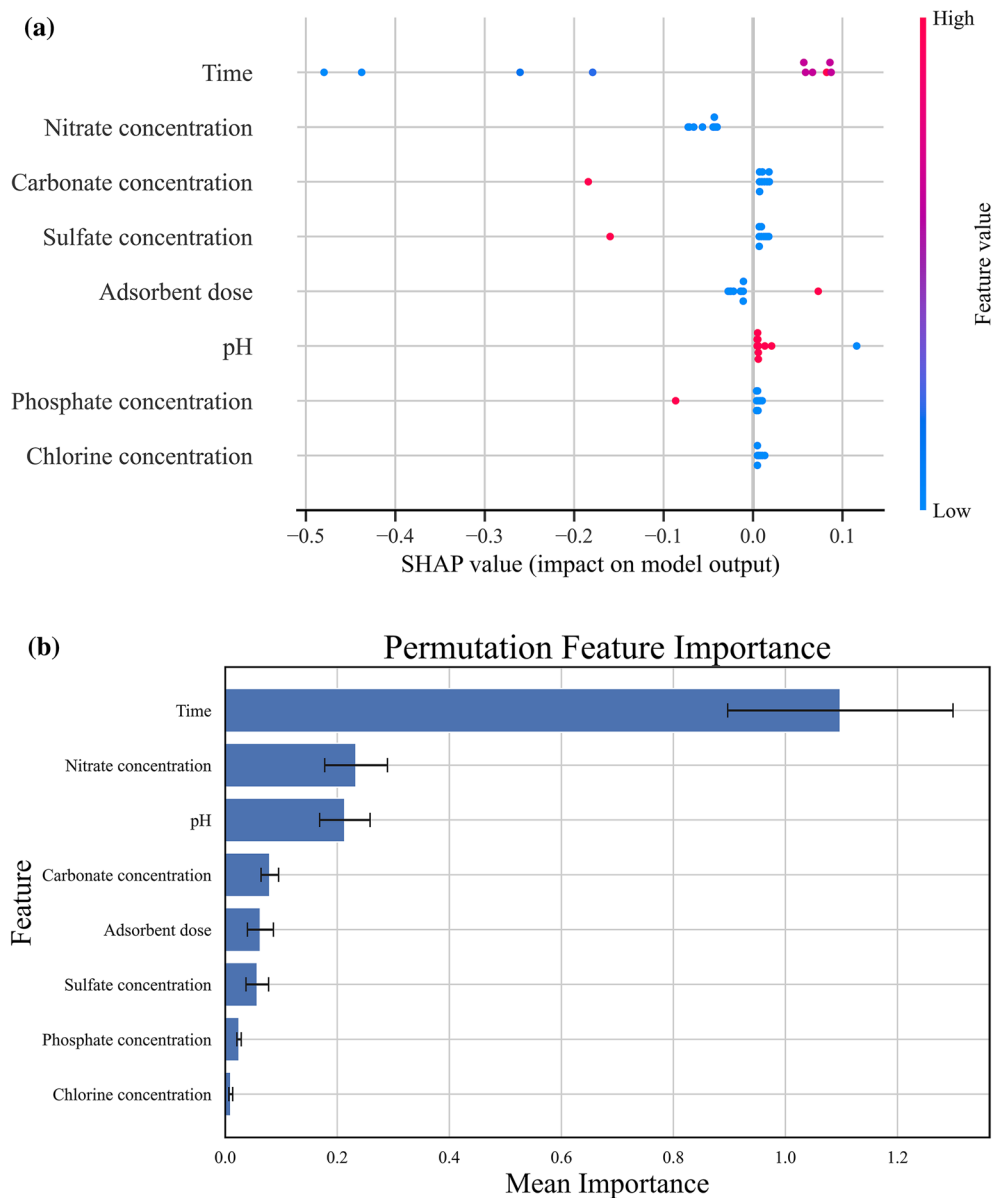 (a)
High
Time
Nitrate concentration
Carbonate concentration
Sulfate concentration
Adsorbent dose
pH
Phosphate concentration
Chlorine concentration
Feature value
Low
−0.5 −0.4 −0.3 −0.2 −0.1 0.0 0.1
SHAP value (impact on model output)
(b)
Permutation Feature Importance
Time
Nitrate concentration
pH
Carbonate concentration
Adsorbent dose
Sulfate concentration
Phosphate concentration
Chlorine concentration
Feature
0.0 0.2 0.4 0.6 0.8 1.0 1.2
Mean Importance